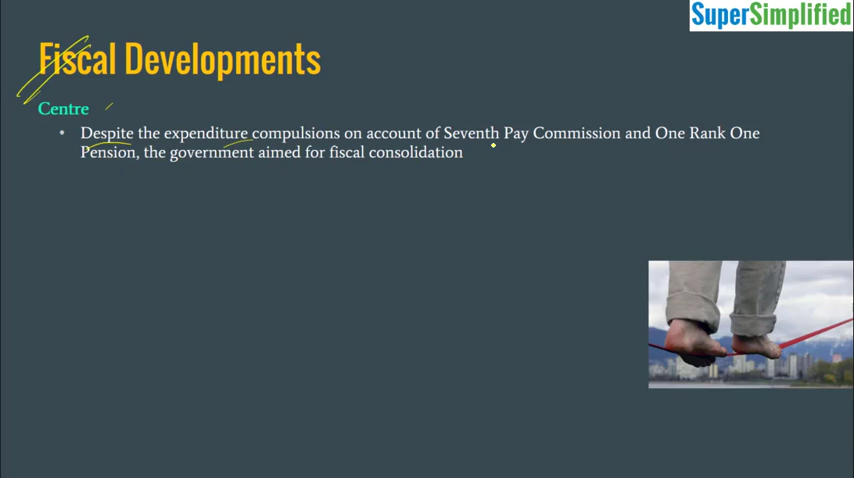 SuperSimplified
Fiscal Developments
Centre
• Despite the expenditure compulsions on account of Seventh Pay Commission and One Rank One
Pension, the government aimed for fiscal consolidation